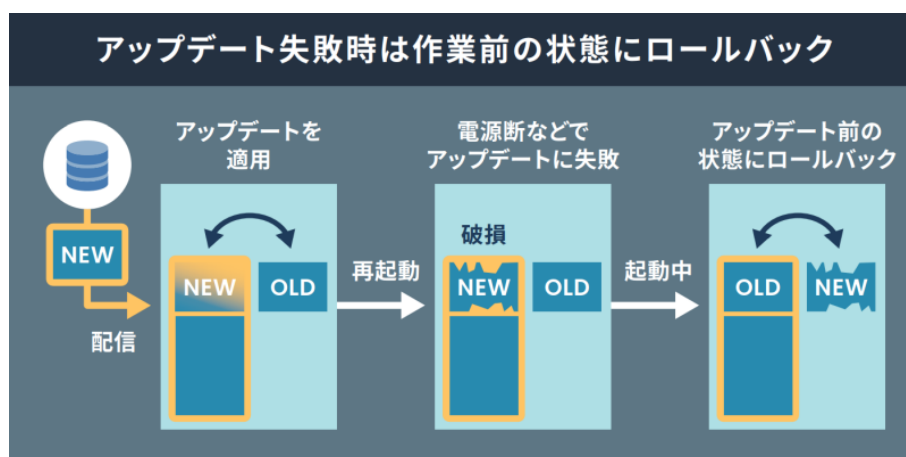 アップデート失敗時は作業前の状態にロールバック
アップデートを
適用
電源断などで
アップデートに失敗
アップデート前の
状態にロールバック
NEW
配信
NEW
OLD
再起動
破損
NEW
OLD
起動中
OLD
NEW